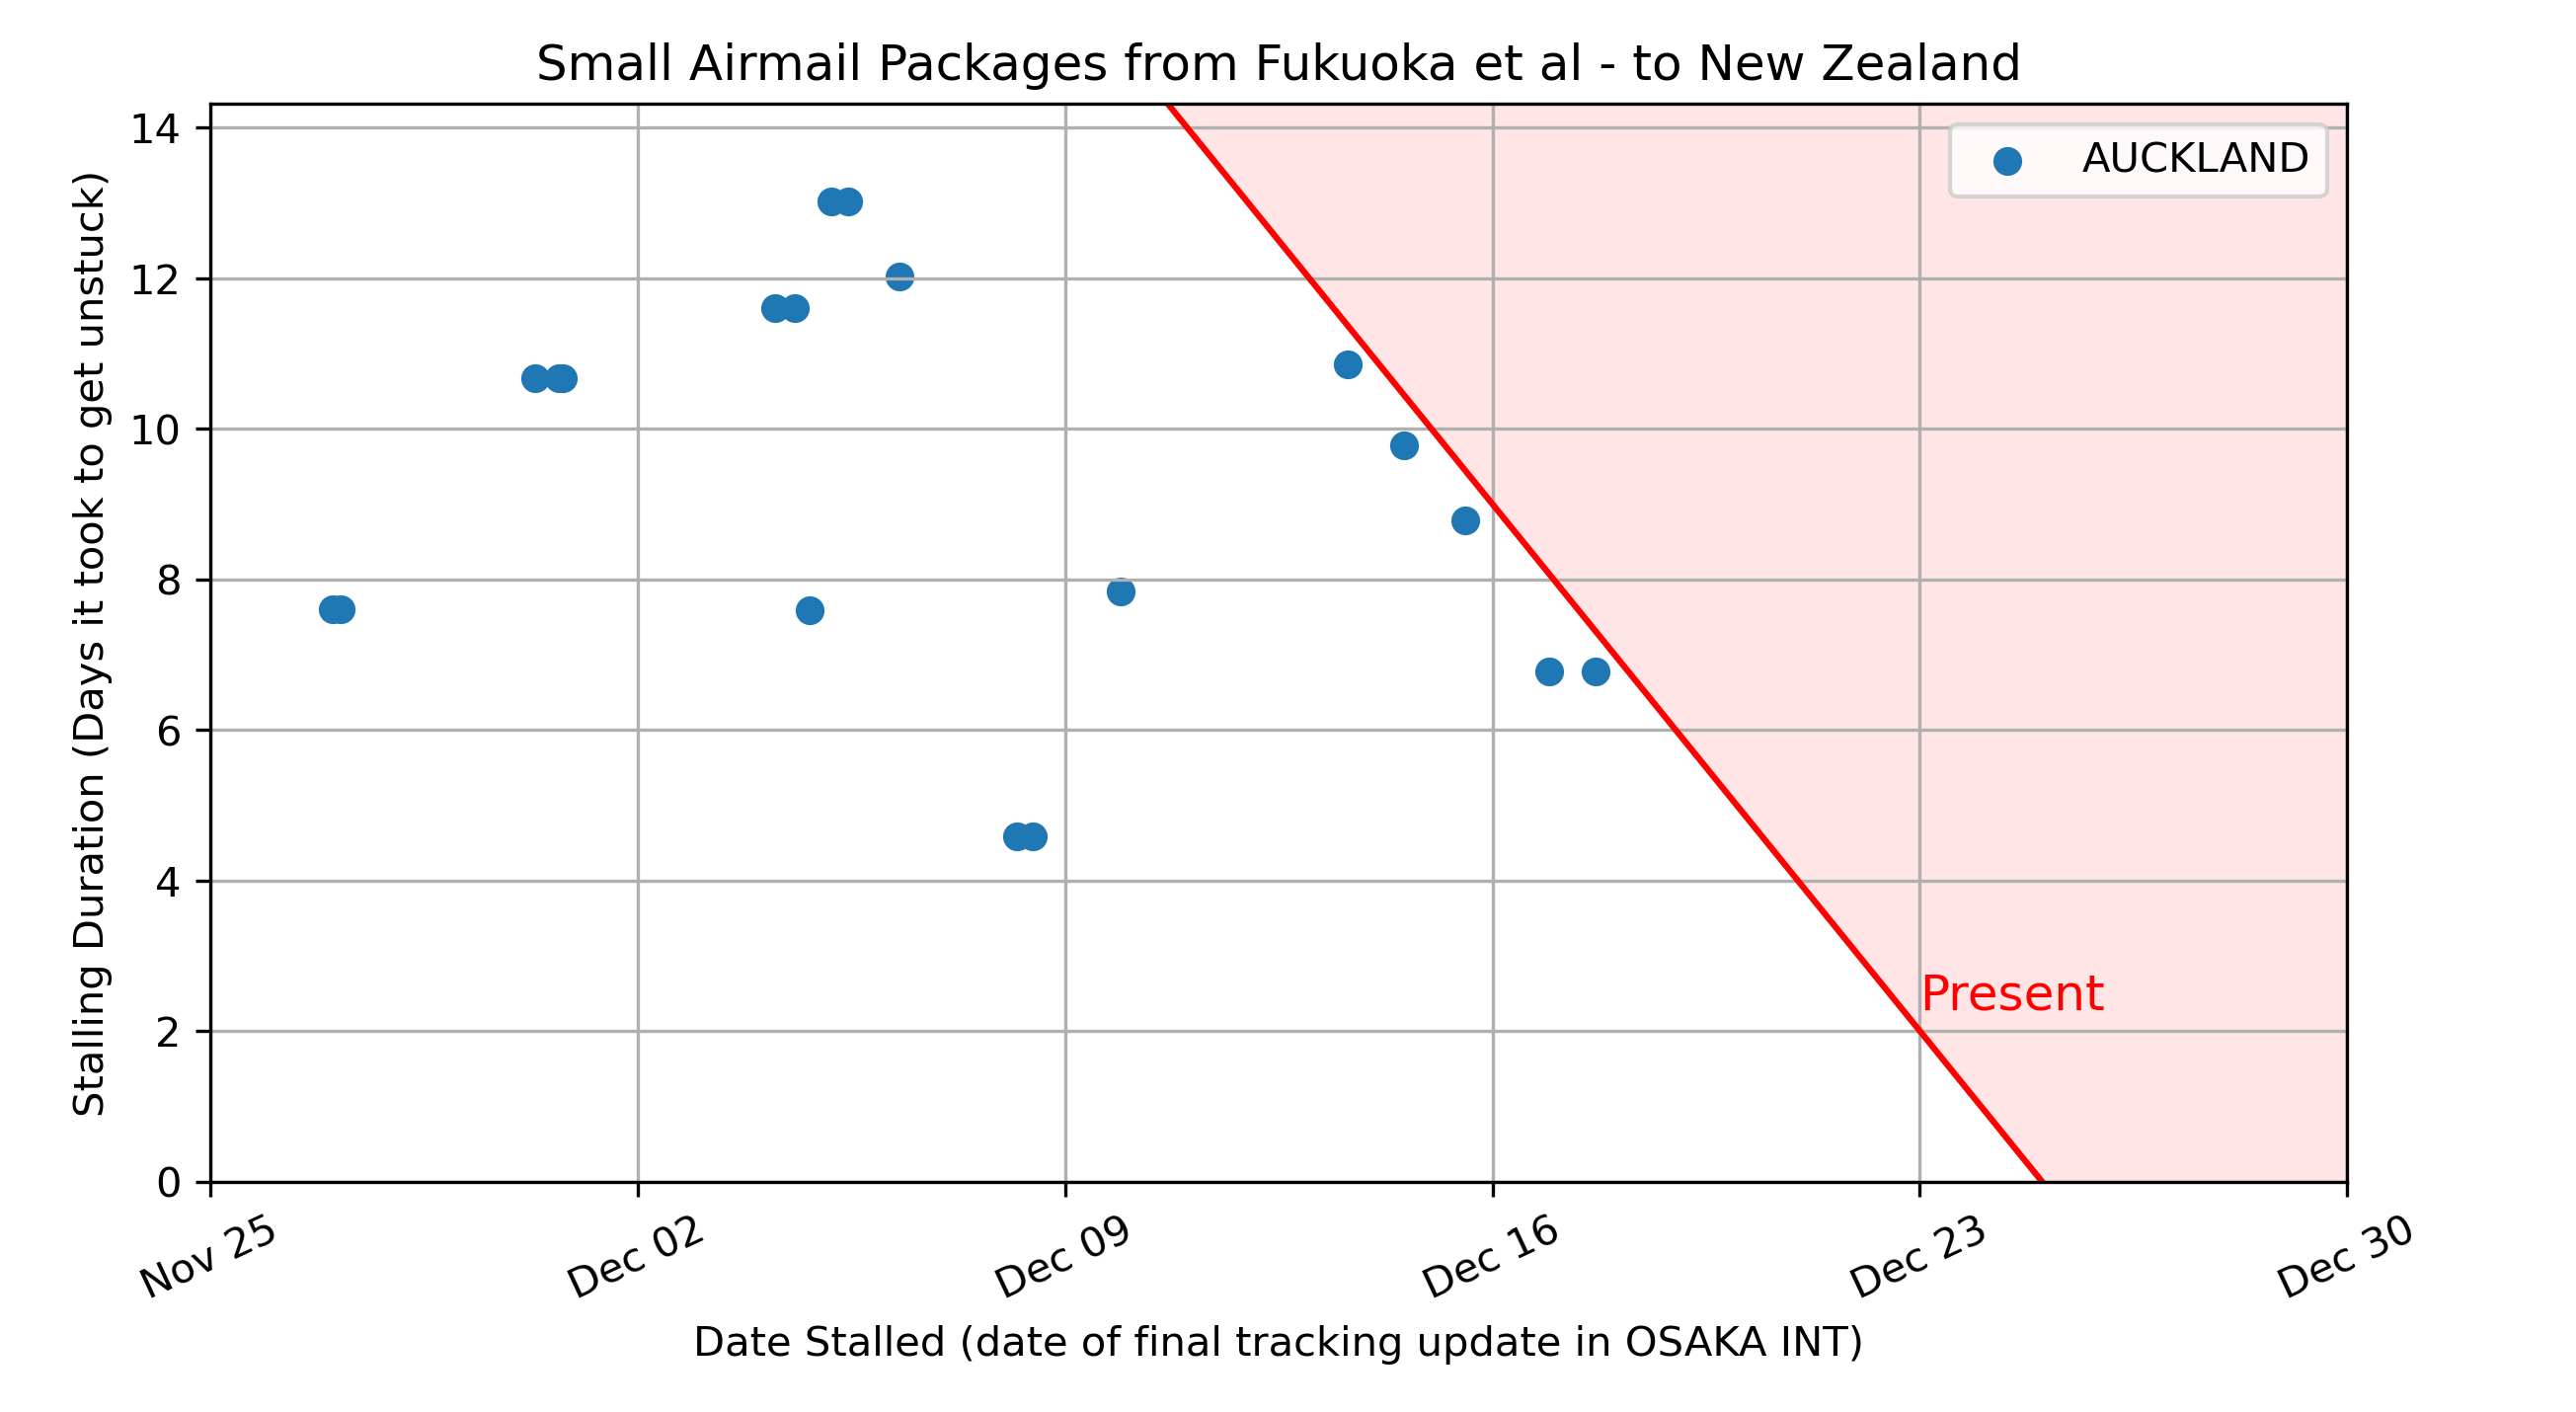 Small Airmail Packages from Fukuoka et al - to New Zealand
Stalling Duration (Days it took to get unstuck)
14
12
10
8
6
4
2
0
AUCKLAND
Present
Nov 25
Dec 02
Dec 09
Dec 16
Dec 23
Dec 30
Date Stalled (date of final tracking update in OSAKA INT)